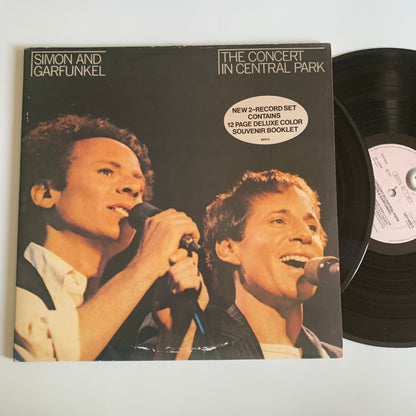 SIMON AND
GARFUNKEL
THE CONCERT
IN CENTRAL PARK
NEW 2-RECORD SET
CONTAINS
12 PAGE DELUXE COLOR
SOUVENIR BOOKLET